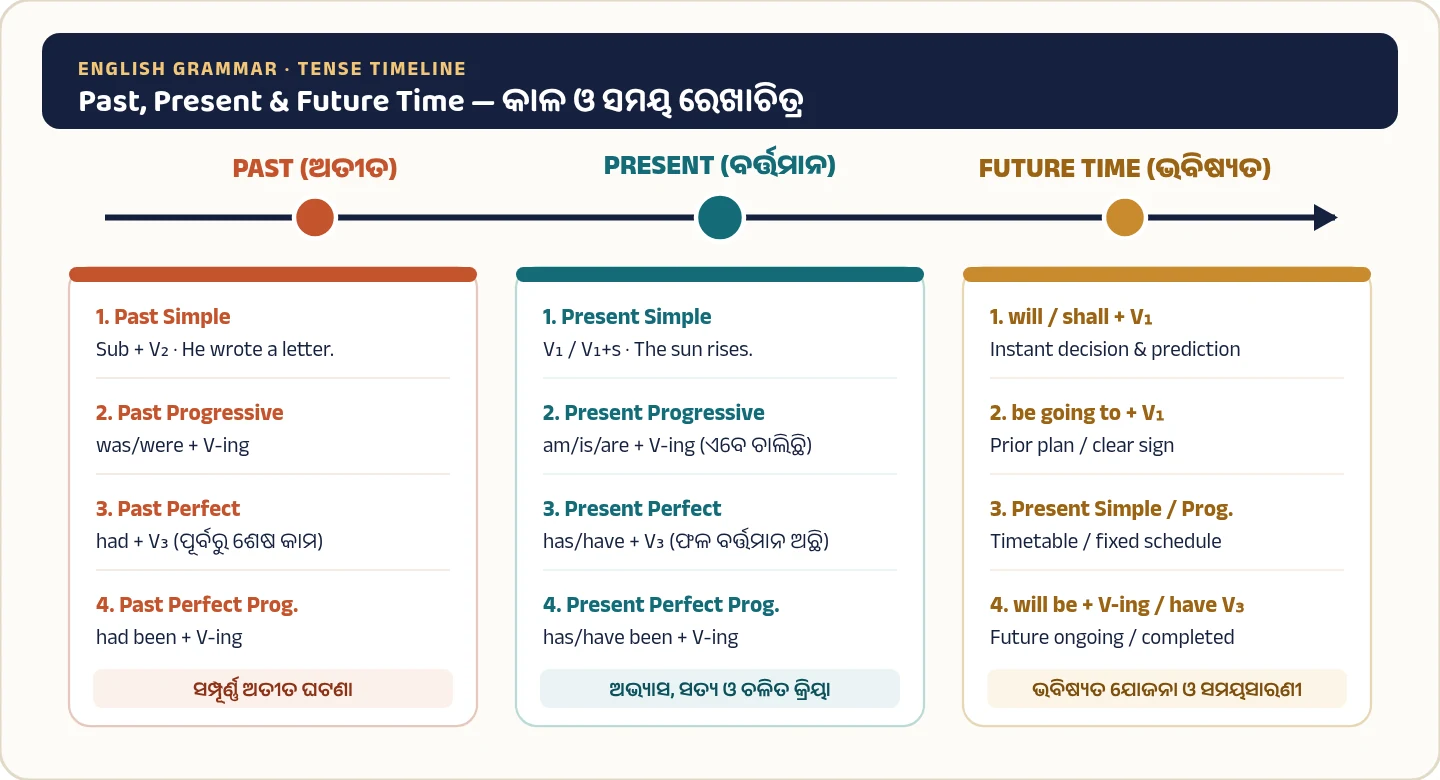 ENGLISH GRAMMAR · TENSE TIMELINE
Past, Present & Future Time — କାଳ ଓ ସମୟ ରେଖାଚିତ୍ର
PAST (ଅତୀତ)
PRESENT (ବର୍ତ୍ତମାନ)
FUTURE TIME (ଭବିଷ୍ୟତ)
1. Past Simple
Sub + V₂ · He wrote a letter.
2. Past Progressive
was/were + V-ing
3. Past Perfect
had + V₃ (ପୂର୍ବରୁ ଶେଷ କାମ)
4. Past Perfect Prog.
had been + V-ing
ସମ୍ପୂର୍ଣ୍ଣ ଅତୀତ ଘଟଣା
1. Present Simple
V₁ / V₁+s · The sun rises.
2. Present Progressive
am/is/are + V-ing (ଏବେ ଚାଲିଛି)
3. Present Perfect
has/have + V₃ (ଫଳ ବର୍ତ୍ତମାନ ଅଛି)
4. Present Perfect Prog.
has/have been + V-ing
ଅଭ୍ୟାସ, ସତ୍ୟ ଓ ଚଳିତ କ୍ରିୟା
1. will / shall + V₁
Instant decision & prediction
2. be going to + V₁
Prior plan / clear sign
3. Present Simple / Prog.
Timetable / fixed schedule
4. will be + V-ing / have V₃
Future ongoing / completed
ଭବିଷ୍ୟତ ଯୋଜନା ଓ ସମୟସାରଣୀ